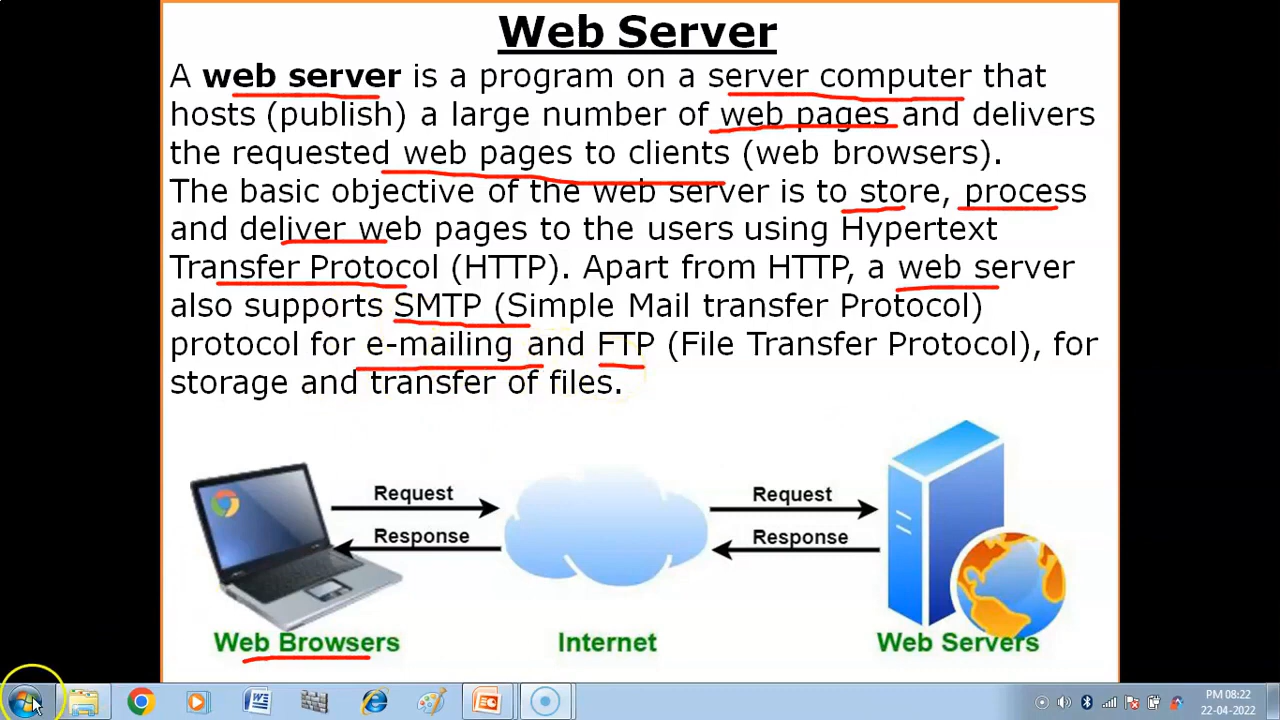 Web Server
A web server is a program on a server computer that
hosts (publish) a large number of web pages and delivers
the requested web pages to clients (web browsers).
The basic objective of the web server is to store, process
and deliver web pages to the users using Hypertext
Transfer Protocol (HTTP). Apart from HTTP, a web server
also supports SMTP (Simple Mail transfer Protocol)
protocol for e-mailing and FTP (File Transfer Protocol), for
storage and transfer of files.
Request
Response
Request
Response
Web Browsers
Internet
Web Servers
PM 08:22
22-04-2022